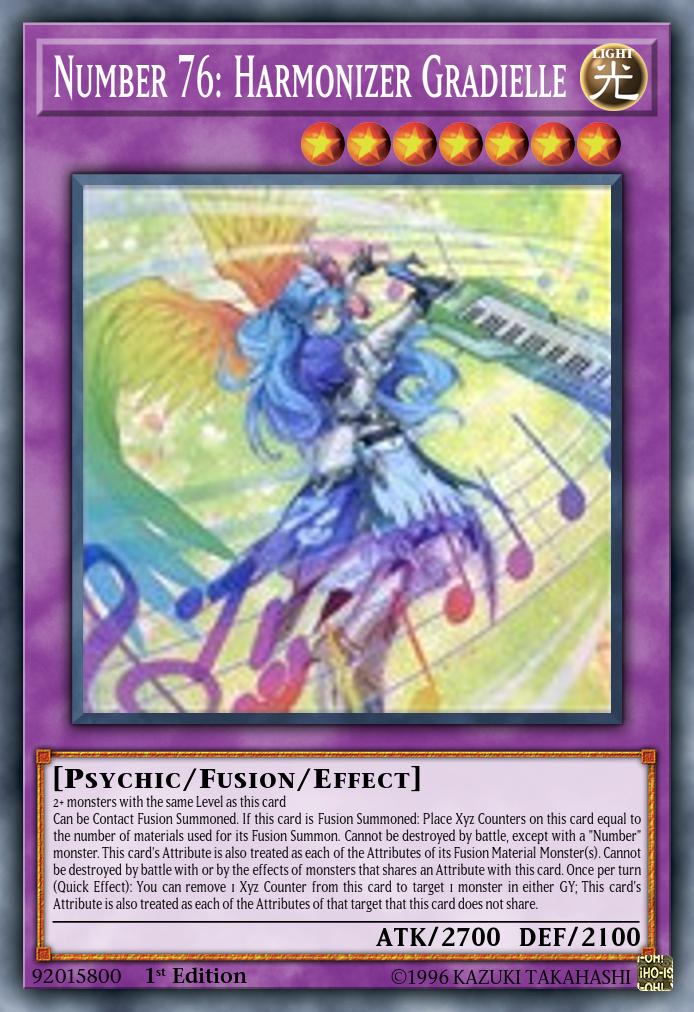 NUMBER 76: HARMONIZER GRADIELLE
LIGHT
光
[PSYCHIC/FUSION/EFFECT]
2+ monsters with the same Level as this card
Can be Contact Fusion Summoned. If this card is Fusion Summoned: Place Xyz Counters on this card equal to
the number of materials used for its Fusion Summon. Cannot be destroyed by battle, except with a "Number"
monster. This card's Attribute is also treated as each of the Attributes of its Fusion Material Monster(s). Cannot
be destroyed by battle with or by the effects of monsters that shares an Attribute with this card. Once per turn
(Quick Effect): You can remove 1 Xyz Counter from this card to target 1 monster in either GY; This card's
Attribute is also treated as each of the Attributes of that target that this card does not share.
ATK/2700 DEF/2100
92015800 1st Edition ©1996 KAZUKI TAKAHASHI